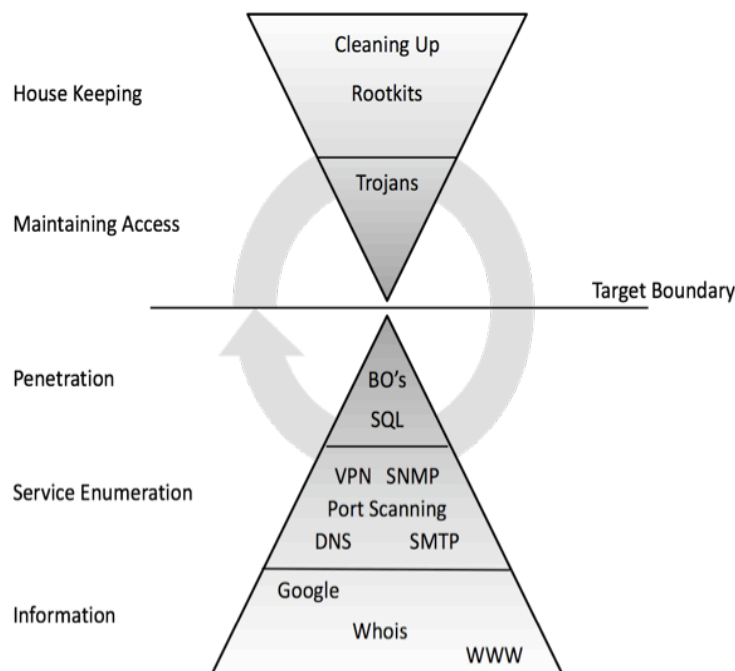 Cleaning Up
House Keeping
Rootkits
Trojans
Maintaining Access
Target Boundary
Penetration
BO's
SQL
VPN SNMP
Service Enumeration
Port Scanning
DNS SMTP
Google
Information
Whois
WWW